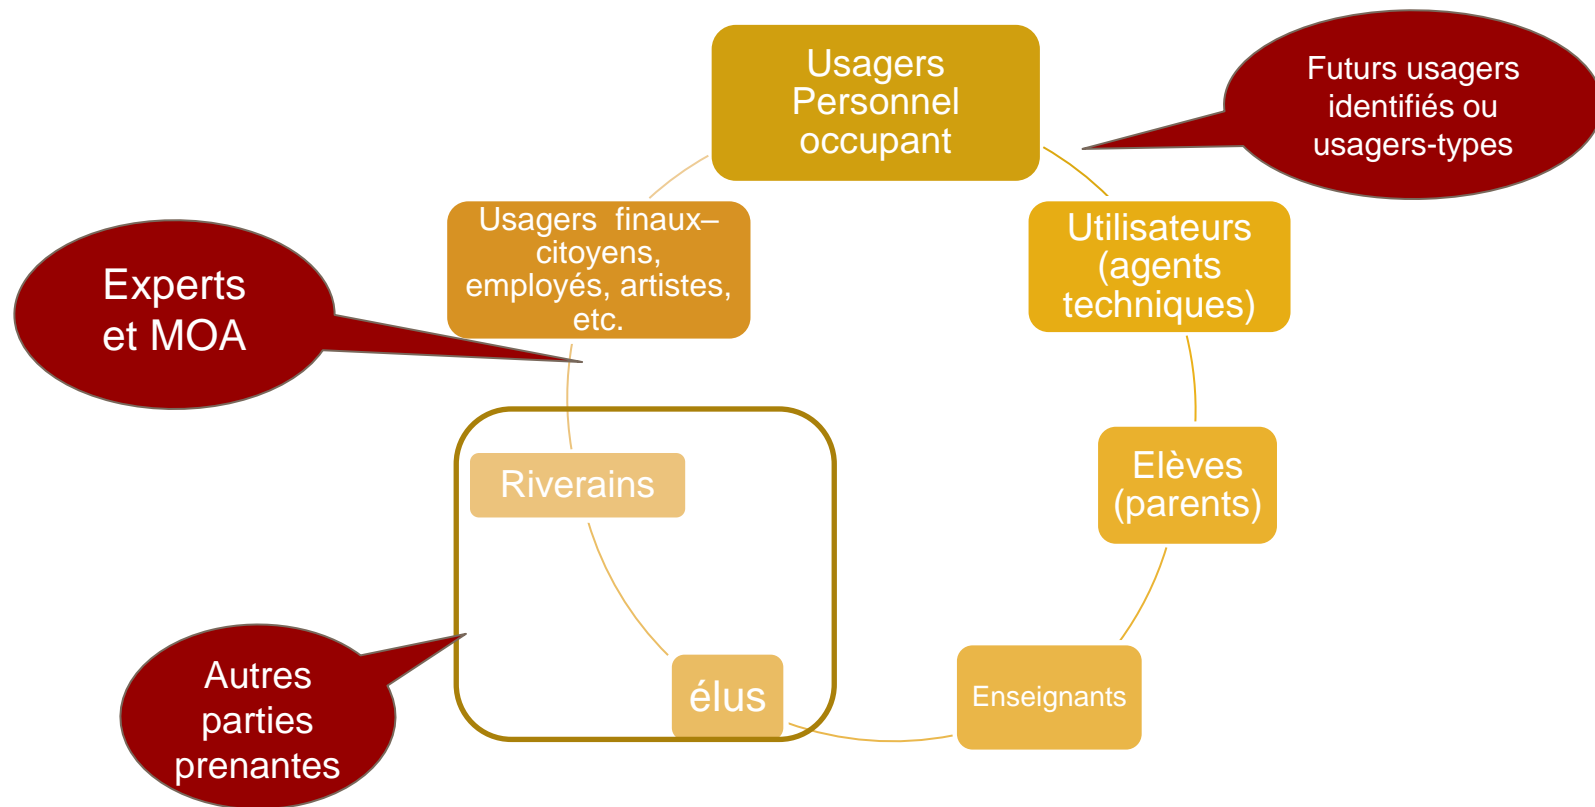 Usagers
Personnel
occupant
Futurs usagers
identifiés ou
usagers-types
Usagers finaux–
citoyens,
employés, artistes,
etc.
Utilisateurs
(agents
techniques)
Experts
et MOA
Riverains
Elèves
(parents)
Autres
parties
prenantes
élus
Enseignants